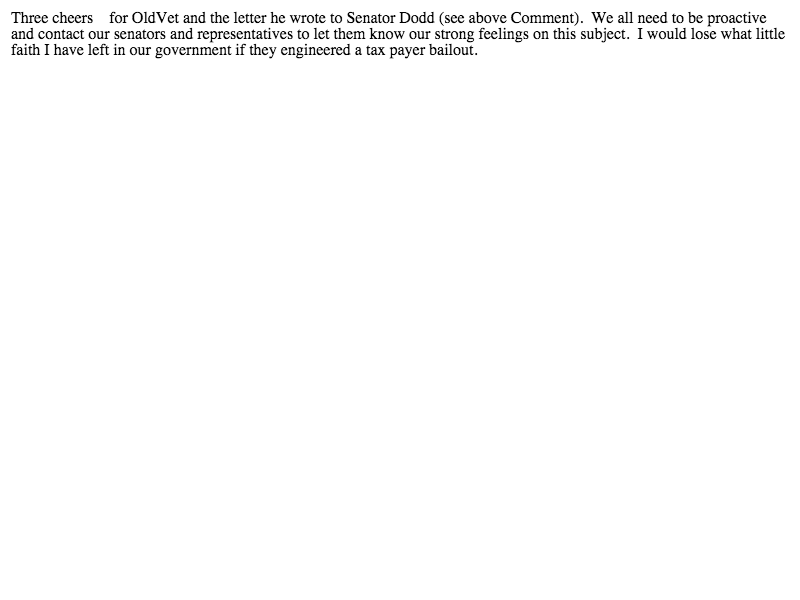 Three cheers    for OldVet and the letter he wrote to Senator Dodd (see above Comment).  We all need to be proactive
and contact our senators and representatives to let them know our strong feelings on this subject.  I would lose what little
faith I have left in our government if they engineered a tax payer bailout.